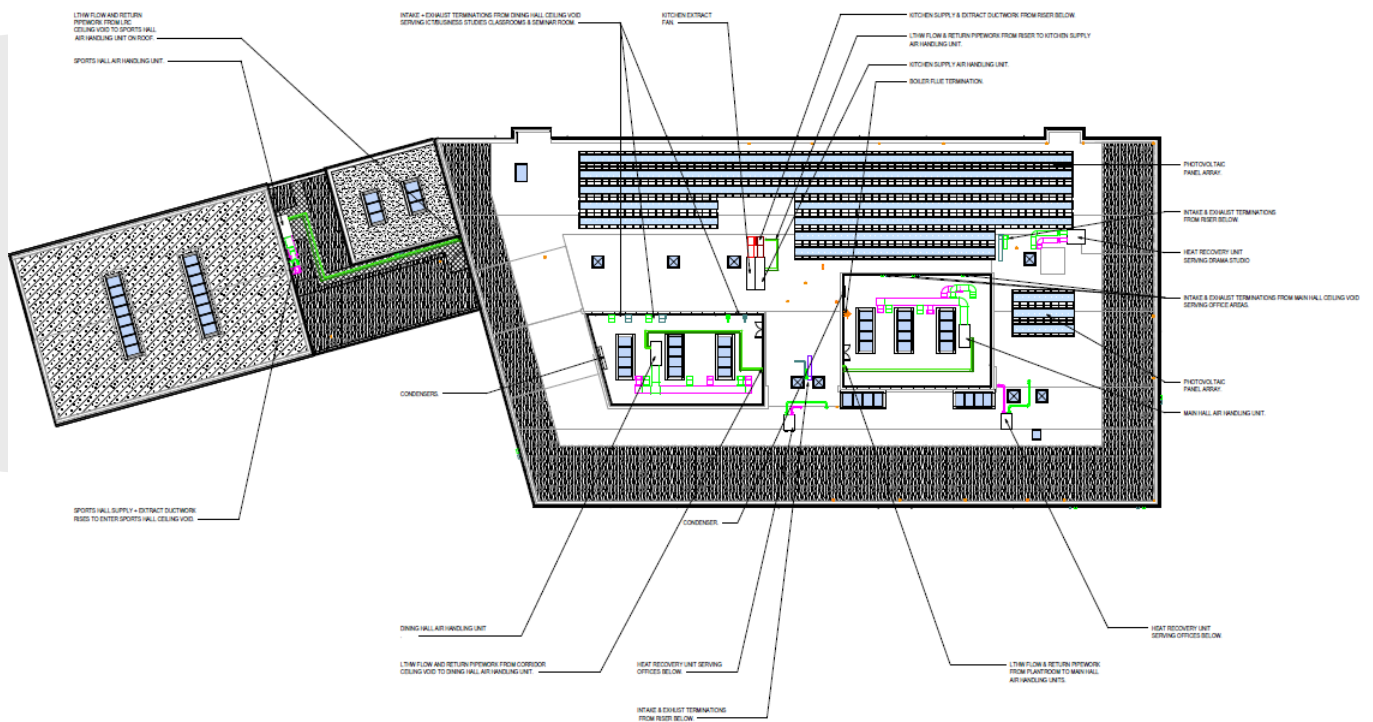 LTHW FLOW AND RETURN
PIPEWORK FROM LRC
CEILING VOID TO SPORTS HALL
AIR HANDLING UNIT ON ROOF.
SPORTS HALL AIR HANDLING UNIT.
INTAKE + EXHAUST TERMINATIONS FROM DINING HALL CEILING VOID
SERVING ICT/BUSINESS STUDIES CLASSROOMS & SEMINAR ROOM.
KITCHEN EXTRACT
FAN.
KITCHEN SUPPLY & EXTRACT DUCTWORK FROM RISER BELOW.
LTHW FLOW & RETURN PIPEWORK FROM RISER TO KITCHEN SUPPLY
AIR HANDLING UNIT.
KITCHEN SUPPLY AIR HANDLING UNIT.
BOILER FLUE TERMINATION.
PHOTOVOLTAIC
PANEL ARRAY.
INTAKE & EXHAUST TERMINATIONS
FROM RISER BELOW.
HEAT RECOVERY UNIT
SERVING DRAMA STUDIO
INTAKE & EXHAUST TERMINATIONS FROM MAIN HALL CEILING VOID
SERVING OFFICE AREAS.
PHOTOVOLTAIC
PANEL ARRAY.
MAIN HALL AIR HANDLING UNIT.
CONDENSERS.
SPORTS HALL SUPPLY + EXTRACT DUCTWORK
RISES TO ENTER SPORTS HALL CEILING VOID.
CONDENSER.
DINING HALL AIR HANDLING UNIT
.
LTHW FLOW AND RETURN PIPEWORK FROM CORRIDOR
CEILING VOID TO DINING HALL AIR HANDLING UNIT.
HEAT RECOVERY UNIT SERVING
OFFICES BELOW.
INTAKE & EXHUST TERMINATIONS
FROM RISER BELOW.
LTHW FLOW & RETURN PIPEWORK
FROM PLANTROOM TO MAIN HALL
AIR HANDLING UNITS.
HEAT RECOVERY UNIT
SERVING OFFICES BELOW.